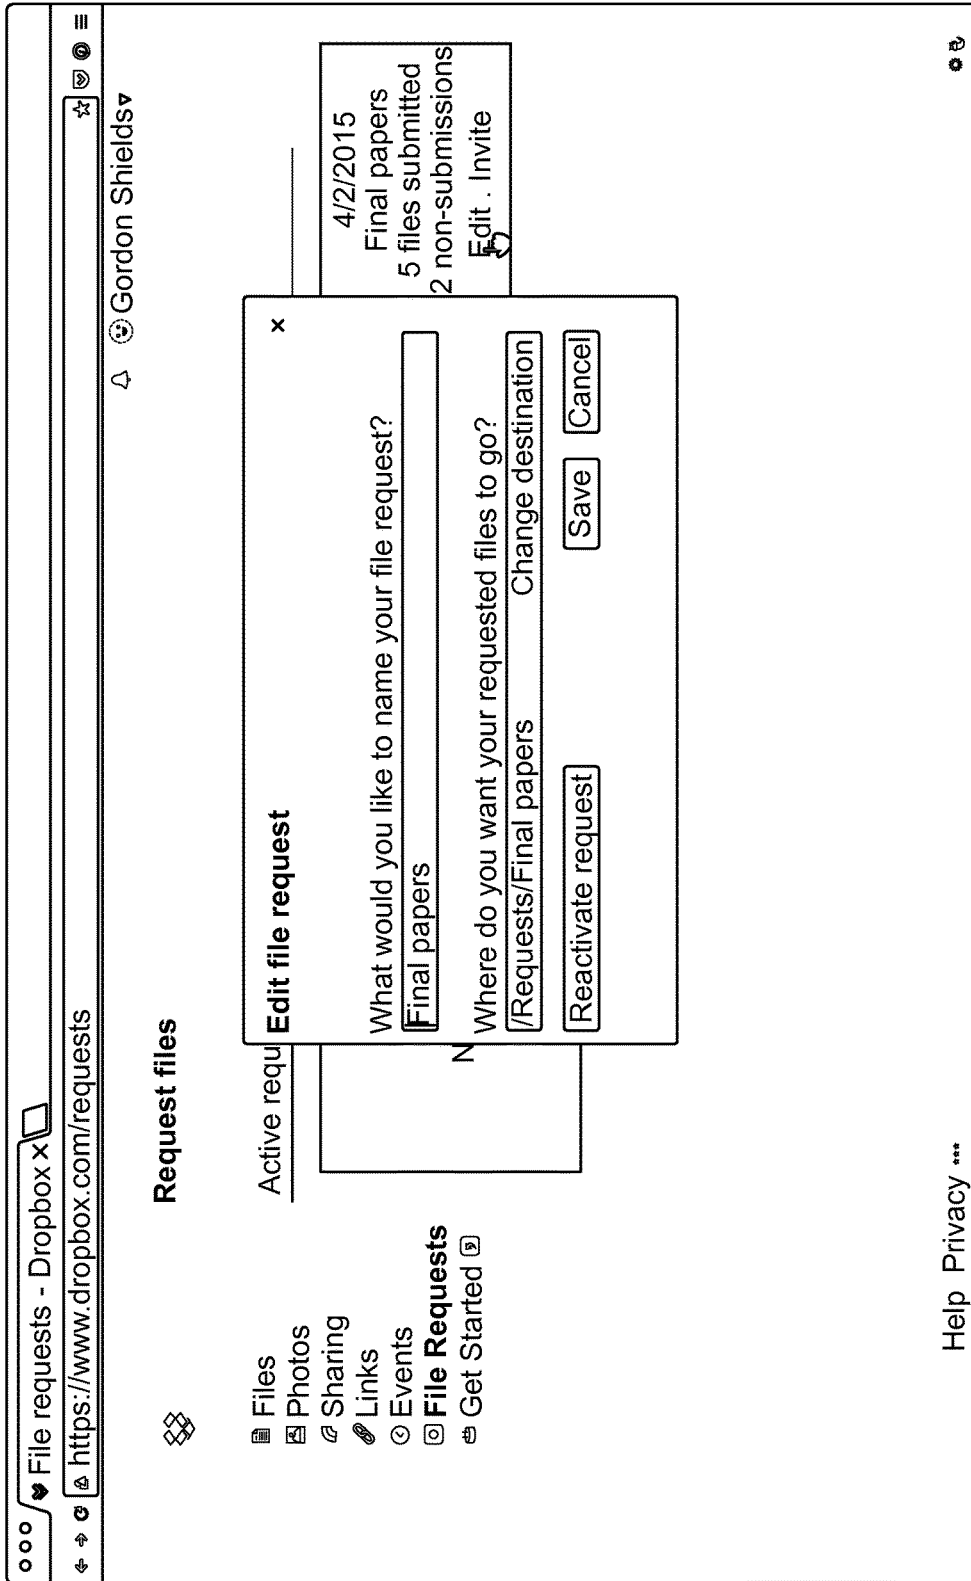 File requests - Dropbox X
https://www.dropbox.com/requests
Gordon Shields
Request files
Files
Photos
Sharing
Links
Events
File Requests
Get Started
Active requ
Edit file request
x
What would you like to name your file request?
Final papers
Where do you want your requested files to go?
/Requests/Final papers Change destination
Reactivate request Save Cancel
N
4/2/2015
Final papers
5 files submitted
2 non-submissions
Edit . Invite
Help Privacy ***